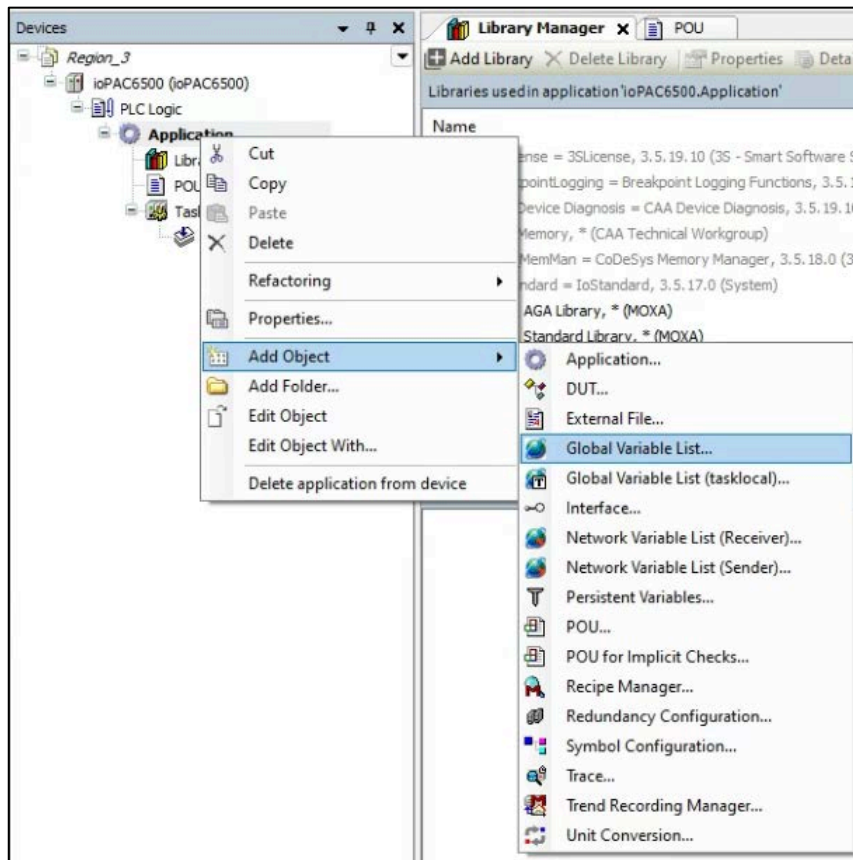 Devices
Region_3
ioPAC6500 (ioPAC6500)
PLC Logic
Application
Libr
POU
Tas
Library Manager
POU
Add Library Delete Library Properties Deta
Libraries used in application 'ioPAC6500.Application'
Name
ense = 3SLicense, 3.5.19.10 (3S - Smart Software S
pointLogging = Breakpoint Logging Functions, 3.5.1
Device Diagnosis = CAA Device Diagnosis, 3.5.19.10
Memory, * (CAA Technical Workgroup)
MemMan = CoDeSys Memory Manager, 3.5.18.0 (3
ndard = IoStandard, 3.5.17.0 (System)
AGA Library, * (MOXA)
Standard Library, * (MOXA)
Cut
Copy
Paste
Delete
Refactoring
Properties...
Add Object
Add Folder...
Edit Object
Edit Object With...
Delete application from device
Application...
DUT...
External File...
Global Variable List...
Global Variable List (tasklocal)...
Interface...
Network Variable List (Receiver)...
Network Variable List (Sender)...
Persistent Variables...
POU...
POU for Implicit Checks...
Recipe Manager...
Redundancy Configuration...
Symbol Configuration...
Trace...
Trend Recording Manager...
Unit Conversion...